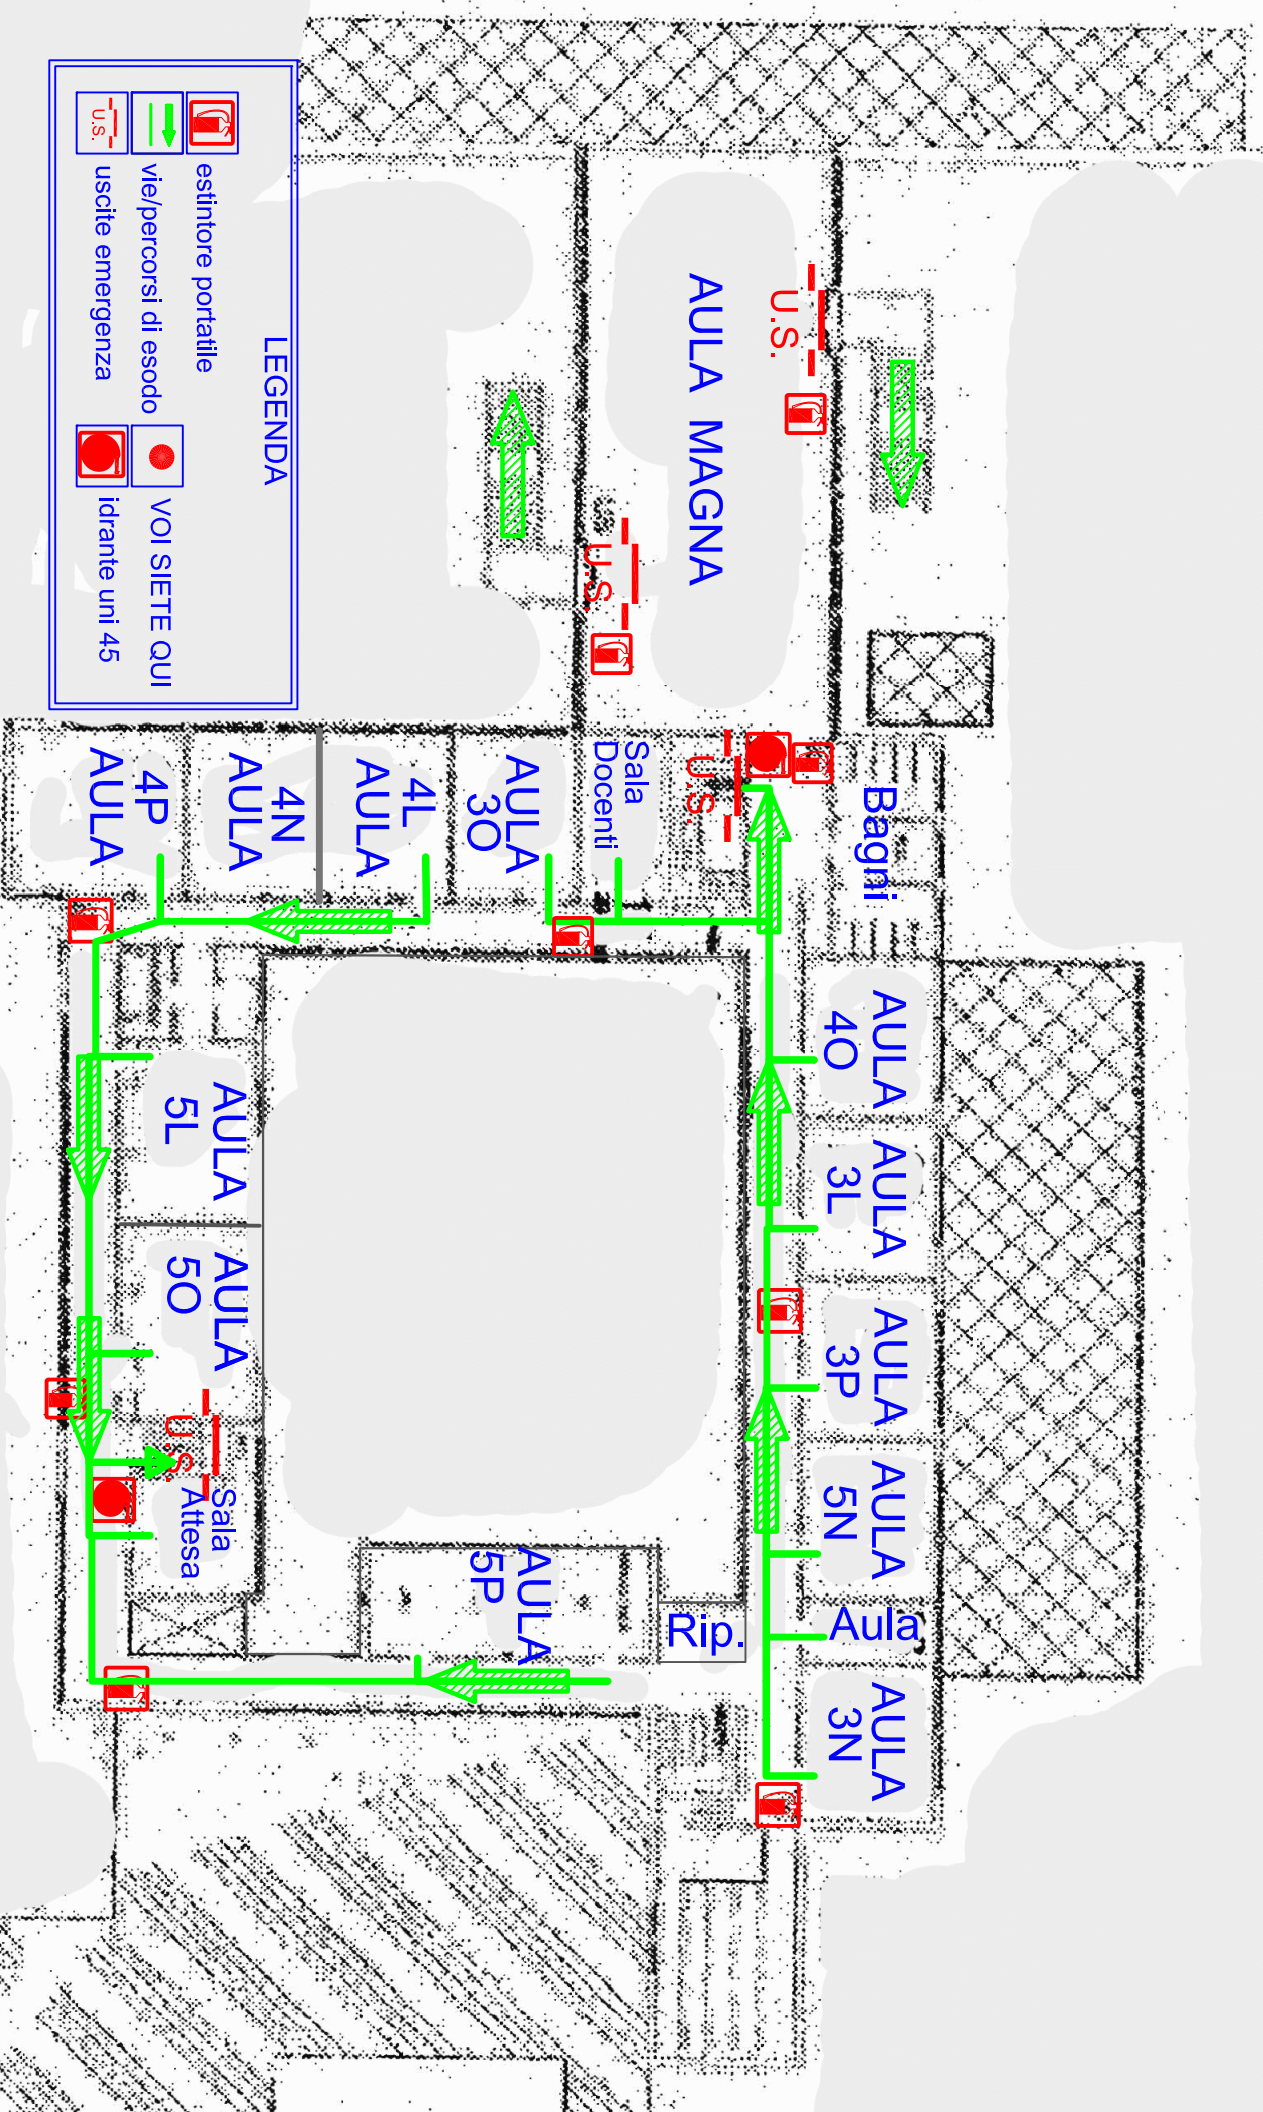 Bagni
AULA
4O
AULA
3L
AULA
3P
AULA
5N
Aula
AULA
3N
U.S.
AULA MAGNA
U.S.
U.S.
Rip.
Sala
Docenti
AULA
3O
4L
AULA
4N
AULA
4P
AULA
AULA
5P
AULA
5L
AULA
5O
U.S.
Sala
Attesa
LEGENDA
estintore portatile
vie/percorsi di esodo
VOI SIETE QUI
U.S.
uscite emergenza
idrante uni 45